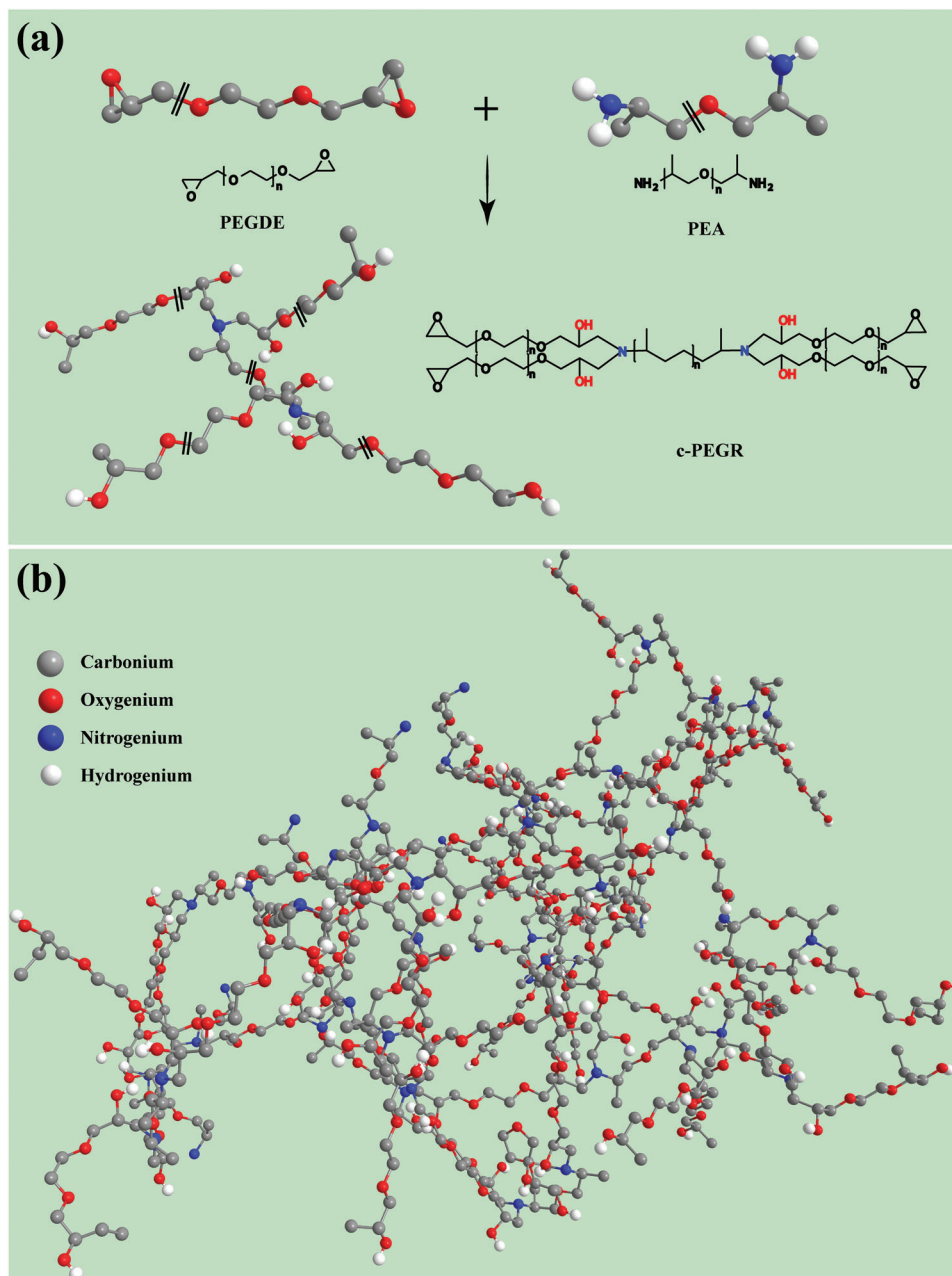 (a)
+
O
O
O
O
n
PEGDE
NH₂
O
n
NH₂
PEA
O
O
O
n
O
OH
N
n
N
OH
O
O
n
O
O
O
O
n
O
OH
OH
O
O
n
O
c-PEGR
(b)
Carbonium
Oxygenium
Nitrogenium
Hydrogenium